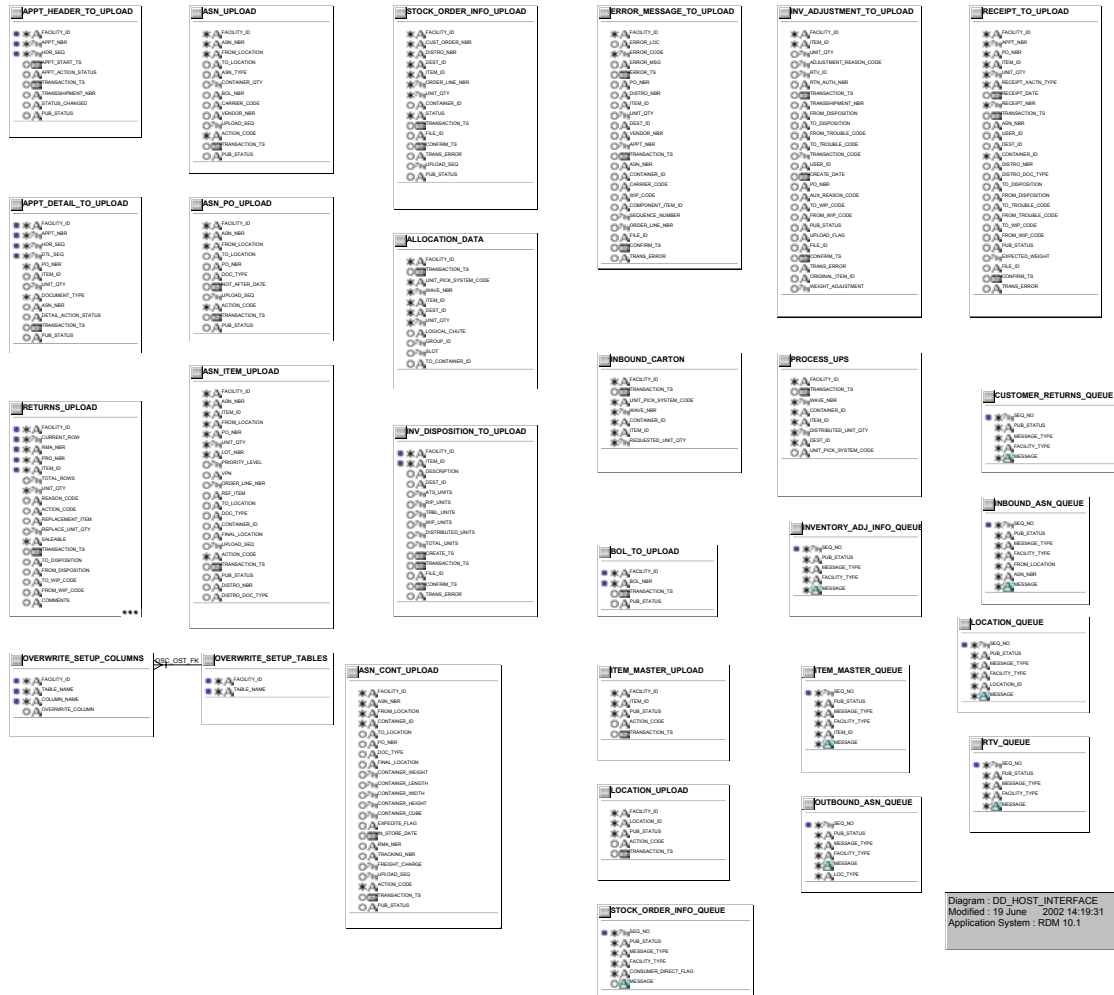 APPT_HEADER_TO_UPLOAD
FACILITY_ID
APPT_NBR
HDR_SEQ
APPT_START_TS
APPT_ACTION_STATUS
TRANSACTION_TS
TRANSSHIPMENT_NBR
STATUS_CHANGED
PUB_STATUS
ASN_UPLOAD
FACILITY_ID
ASN_NBR
FROM_LOCATION
TO_LOCATION
ASN_TYPE
CONTAINER_QTY
BOL_NBR
CARRIER_CODE
VENDOR_NBR
UPLOAD_SEQ
ACTION_CODE
TRANSACTION_TS
PUB_STATUS
STOCK_ORDER_INFO_UPLOAD
FACILITY_ID
CUST_ORDER_NBR
DISTRO_NBR
DEST_ID
ITEM_ID
ORDER_LINE_NBR
UNIT_QTY
CONTAINER_ID
STATUS
TRANSACTION_TS
FILE_ID
CONFIRM_TS
TRANS_ERROR
UPLOAD_SEQ
PUB_STATUS
ERROR_MESSAGE_TO_UPLOAD
FACILITY_ID
ERROR_LOC
ERROR_CODE
ERROR_MSG
ERROR_TS
PO_NBR
DISTRO_NBR
ITEM_ID
UNIT_QTY
DEST_ID
VENDOR_NBR
APPT_NBR
TRANSACTION_TS
ASN_NBR
CONTAINER_ID
CARRIER_CODE
WIP_CODE
COMPONENT_ITEM_ID
SEQUENCE_NUMBER
ORDER_LINE_NBR
FILE_ID
CONFIRM_TS
TRANS_ERROR
INV_ADJUSTMENT_TO_UPLOAD
FACILITY_ID
ITEM_ID
UNIT_QTY
ADJUSTMENT_REASON_CODE
RTV_ID
RTN_AUTH_NBR
TRANSACTION_TS
TRANSSHIPMENT_NBR
FROM_DISPOSITION
TO_DISPOSITION
FROM_TROUBLE_CODE
TO_TROUBLE_CODE
TRANSACTION_CODE
USER_ID
CREATE_DATE
PO_NBR
AUX_REASON_CODE
TO_WIP_CODE
FROM_WIP_CODE
PUB_STATUS
UPLOAD_FLAG
FILE_ID
CONFIRM_TS
TRANS_ERROR
ORIGINAL_ITEM_ID
WEIGHT_ADJUSTMENT
RECEIPT_TO_UPLOAD
FACILITY_ID
APPT_NBR
PO_NBR
ITEM_ID
UNIT_QTY
RECEIPT_XACTN_TYPE
RECEIPT_DATE
RECEIPT_NBR
TRANSACTION_TS
ASN_NBR
USER_ID
DEST_ID
CONTAINER_ID
DISTRO_NBR
DISTRO_DOC_TYPE
TO_DISPOSITION
FROM_DISPOSITION
TO_TROUBLE_CODE
FROM_TROUBLE_CODE
TO_WIP_CODE
FROM_WIP_CODE
PUB_STATUS
EXPECTED_WEIGHT
FILE_ID
CONFIRM_TS
TRANS_ERROR
APPT_DETAIL_TO_UPLOAD
FACILITY_ID
APPT_NBR
HDR_SEQ
DTL_SEQ
PO_NBR
ITEM_ID
UNIT_QTY
DOCUMENT_TYPE
ASN_NBR
DETAIL_ACTION_STATUS
TRANSACTION_TS
PUB_STATUS
ASN_PO_UPLOAD
FACILITY_ID
ASN_NBR
FROM_LOCATION
TO_LOCATION
PO_NBR
DOC_TYPE
NOT_AFTER_DATE
UPLOAD_SEQ
ACTION_CODE
TRANSACTION_TS
PUB_STATUS
ALLOCATION_DATA
FACILITY_ID
TRANSACTION_TS
UNIT_PICK_SYSTEM_CODE
WAVE_NBR
ITEM_ID
DEST_ID
UNIT_QTY
LOGICAL_CHUTE
GROUP_ID
SLOT
TO_CONTAINER_ID
ASN_ITEM_UPLOAD
FACILITY_ID
ASN_NBR
ITEM_ID
FROM_LOCATION
PO_NBR
UNIT_QTY
LOT_NBR
PRIORITY_LEVEL
VPN
ORDER_LINE_NBR
REF_ITEM
TO_LOCATION
DOC_TYPE
CONTAINER_ID
FINAL_LOCATION
UPLOAD_SEQ
ACTION_CODE
TRANSACTION_TS
PUB_STATUS
DISTRO_NBR
DISTRO_DOC_TYPE
INBOUND_CARTON
FACILITY_ID
TRANSACTION_TS
UNIT_PICK_SYSTEM_CODE
WAVE_NBR
CONTAINER_ID
ITEM_ID
REQUESTED_UNIT_QTY
PROCESS_UPS
FACILITY_ID
TRANSACTION_TS
WAVE_NBR
CONTAINER_ID
ITEM_ID
DISTRIBUTED_UNIT_QTY
DEST_ID
UNIT_PICK_SYSTEM_CODE
CUSTOMER_RETURNS_QUEUE
SEQ_NO
PUB_STATUS
MESSAGE_TYPE
FACILITY_TYPE
MESSAGE
RETURNS_UPLOAD
FACILITY_ID
CURRENT_ROW
RMA_NBR
PRO_NBR
ITEM_ID
TOTAL_ROWS
UNIT_QTY
REASON_CODE
ACTION_CODE
REPLACEMENT_ITEM
REPLACE_UNIT_QTY
SALEABLE
TRANSACTION_TS
TO_DISPOSITION
FROM_DISPOSITION
TO_WIP_CODE
FROM_WIP_CODE
COMMENTS
INV_DISPOSITION_TO_UPLOAD
FACILITY_ID
ITEM_ID
DESCRIPTION
DEST_ID
ATS_UNITS
RIP_UNITS
TRBL_UNITS
WIP_UNITS
DISTRIBUTED_UNITS
TOTAL_UNITS
CREATE_TS
TRANSACTION_TS
FILE_ID
CONFIRM_TS
TRANS_ERROR
INBOUND_ASN_QUEUE
SEQ_NO
PUB_STATUS
MESSAGE_TYPE
FACILITY_TYPE
FROM_LOCATION
ASN_NBR
MESSAGE
INVENTORY_ADJ_INFO_QUEUE
SEQ_NO
PUB_STATUS
MESSAGE_TYPE
FACILITY_TYPE
MESSAGE
BOL_TO_UPLOAD
FACILITY_ID
BOL_NBR
TRANSACTION_TS
PUB_STATUS
LOCATION_QUEUE
SEQ_NO
PUB_STATUS
MESSAGE_TYPE
FACILITY_TYPE
LOCATION_ID
MESSAGE
OVERWRITE_SETUP_COLUMNS
FACILITY_ID
TABLE_NAME
COLUMN_NAME
OVERWRITE_COLUMN
OSC_OST_FK
OVERWRITE_SETUP_TABLES
FACILITY_ID
TABLE_NAME
ASN_CONT_UPLOAD
FACILITY_ID
ASN_NBR
FROM_LOCATION
CONTAINER_ID
TO_LOCATION
PO_NBR
DOC_TYPE
FINAL_LOCATION
CONTAINER_WEIGHT
CONTAINER_LENGTH
CONTAINER_WIDTH
CONTAINER_HEIGHT
CONTAINER_CUBE
EXPEDITE_FLAG
IN_STORE_DATE
RMA_NBR
TRACKING_NBR
FREIGHT_CHARGE
UPLOAD_SEQ
ACTION_CODE
TRANSACTION_TS
PUB_STATUS
ITEM_MASTER_UPLOAD
FACILITY_ID
ITEM_ID
PUB_STATUS
ACTION_CODE
TRANSACTION_TS
ITEM_MASTER_QUEUE
SEQ_NO
PUB_STATUS
MESSAGE_TYPE
FACILITY_TYPE
ITEM_ID
MESSAGE
RTV_QUEUE
SEQ_NO
PUB_STATUS
MESSAGE_TYPE
FACILITY_TYPE
MESSAGE
LOCATION_UPLOAD
FACILITY_ID
LOCATION_ID
PUB_STATUS
ACTION_CODE
TRANSACTION_TS
OUTBOUND_ASN_QUEUE
SEQ_NO
PUB_STATUS
MESSAGE_TYPE
FACILITY_TYPE
MESSAGE
LOC_TYPE
STOCK_ORDER_INFO_QUEUE
SEQ_NO
PUB_STATUS
MESSAGE_TYPE
FACILITY_TYPE
CONSUMER_DIRECT_FLAG
MESSAGE
Diagram : DD_HOST_INTERFACE
Modified : 19 June 2002 14:19:31
Application System : RDM 10.1